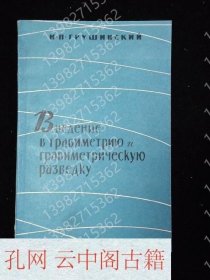 Н.П.ГРУШИНСКИЙ
Введение
в гравиметрию и
гравиметрическую
разведку
13982715362
孔网 云中阁古籍